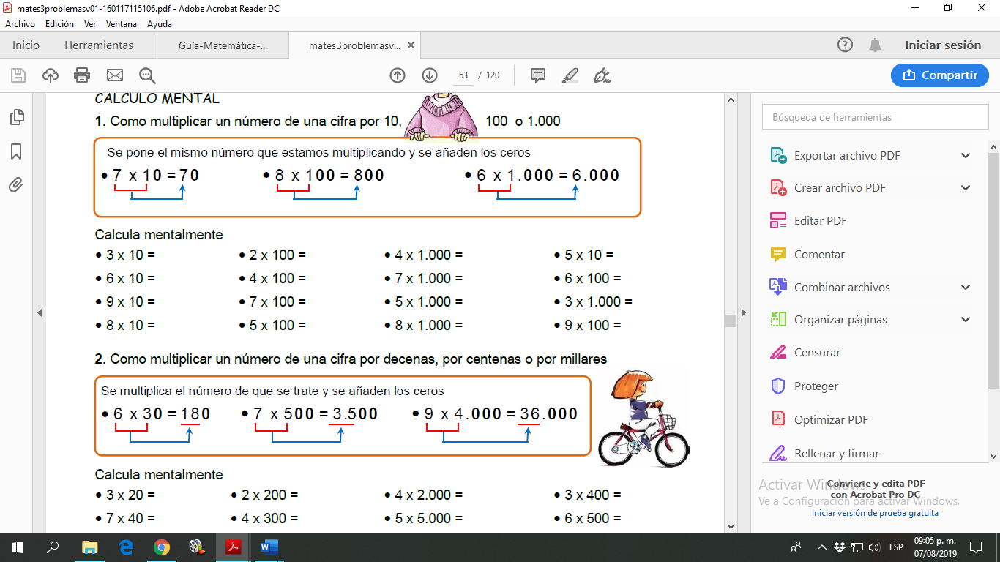 mates3problemasv01-160117115106.pdf - Adobe Acrobat Reader DC
Archivo Edición Ver Ventana Ayuda
Inicio Herramientas Guía-Matemática-... mates3problemasv... ×
Iniciar sesión
63 / 120
Compartir
CALCULO MENTAL
1. Como multiplicar un número de una cifra por 10, 100 o 1.000
Se pone el mismo número que estamos multiplicando y se añaden los ceros
• 7 x 10 = 70 • 8 x 100 = 800 • 6 x 1.000 = 6.000
Calcula mentalmente
• 3 x 10 = • 2 x 100 = • 4 x 1.000 = • 5 x 10 =
• 6 x 10 = • 4 x 100 = • 7 x 1.000 = • 6 x 100 =
• 9 x 10 = • 7 x 100 = • 5 x 1.000 = • 3 x 1.000 =
• 8 x 10 = • 5 x 100 = • 8 x 1.000 = • 9 x 100 =
2. Como multiplicar un número de una cifra por decenas, por centenas o por millares
Se multiplica el número de que se trate y se añaden los ceros
• 6 x 30 = 180 • 7 x 500 = 3.500 • 9 x 4.000 = 36.000
Calcula mentalmente
• 3 x 20 = • 2 x 200 = • 4 x 2.000 = • 3 x 400 =
• 7 x 40 = • 4 x 300 = • 5 x 5.000 = • 6 x 500 =
Búsqueda de herramientas
Exportar archivo PDF
Crear archivo PDF
Editar PDF
Comentar
Combinar archivos
Organizar páginas
Censurar
Proteger
Optimizar PDF
Rellenar y firmar
Convierte y edita PDF
con Acrobat Pro DC
Iniciar versión de prueba gratuita
Activar Windows
Ve a Configuración para activar Windows.
ESP
09:05 p. m.
07/08/2019